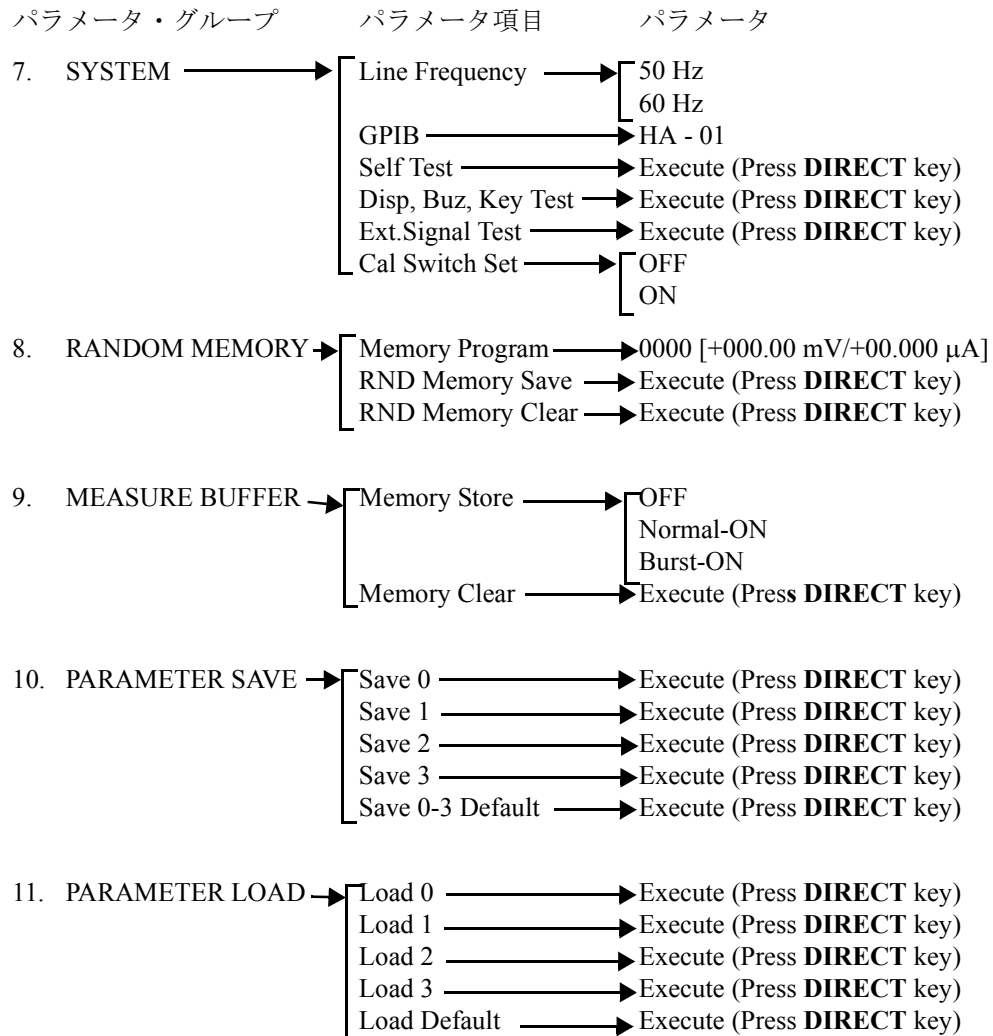 パラメータ・グループ パラメータ項目 パラメータ
7. SYSTEM Line Frequency 50 Hz
60 Hz
GPIB HA - 01
Self Test Execute (Press DIRECT key)
Disp, Buz, Key Test Execute (Press DIRECT key)
Ext.Signal Test Execute (Press DIRECT key)
Cal Switch Set OFF
ON
8. RANDOM MEMORY Memory Program 0000 [+000.00 mV/+00.000 μA]
RND Memory Save Execute (Press DIRECT key)
RND Memory Clear Execute (Press DIRECT key)
9. MEASURE BUFFER Memory Store OFF
Normal-ON
Burst-ON
Memory Clear Execute (Press DIRECT key)
10. PARAMETER SAVE Save 0 Execute (Press DIRECT key)
Save 1 Execute (Press DIRECT key)
Save 2 Execute (Press DIRECT key)
Save 3 Execute (Press DIRECT key)
Save 0-3 Default Execute (Press DIRECT key)
11. PARAMETER LOAD Load 0 Execute (Press DIRECT key)
Load 1 Execute (Press DIRECT key)
Load 2 Execute (Press DIRECT key)
Load 3 Execute (Press DIRECT key)
Load Default Execute (Press DIRECT key)